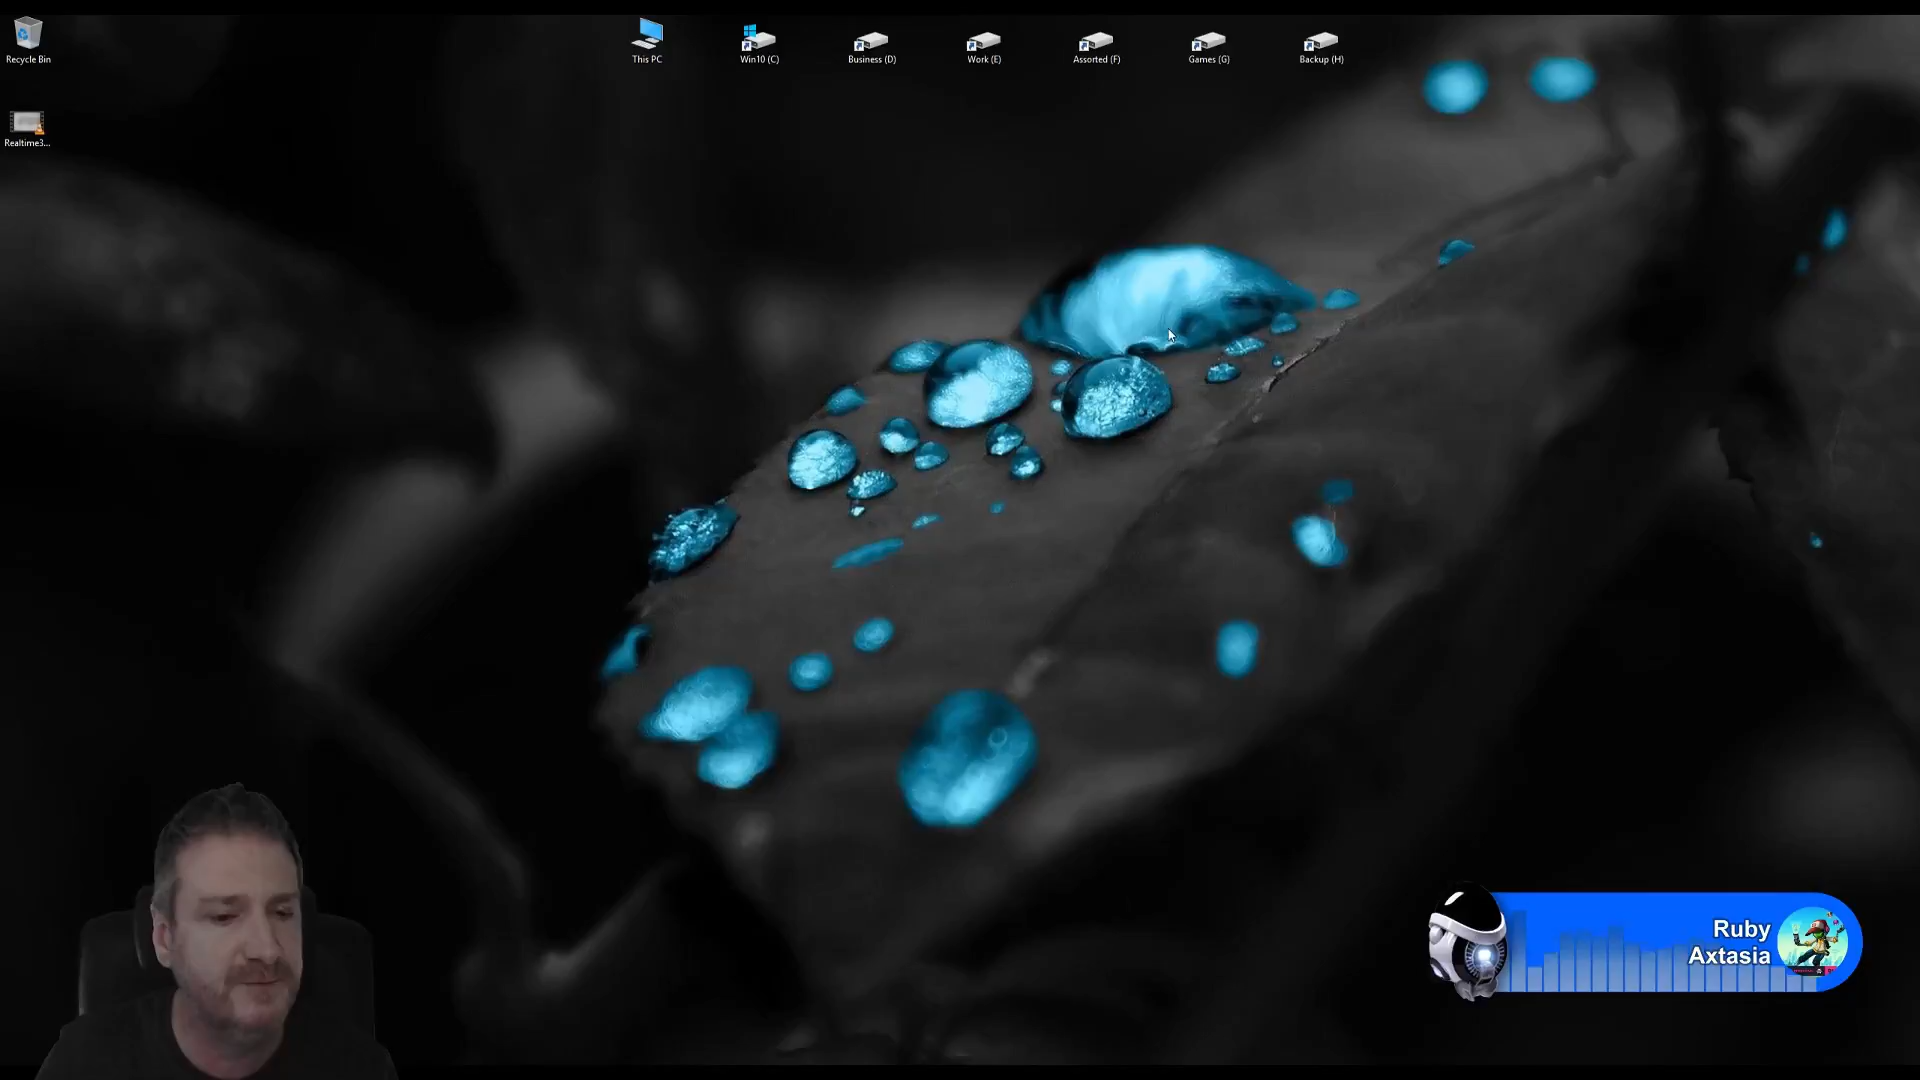 This PC
Win10 (C)
Business (D)
Work (E)
Assorted (F)
Games (G)
Backup (H)
Recycle Bin
Realtime3...
Ruby
Axtasia